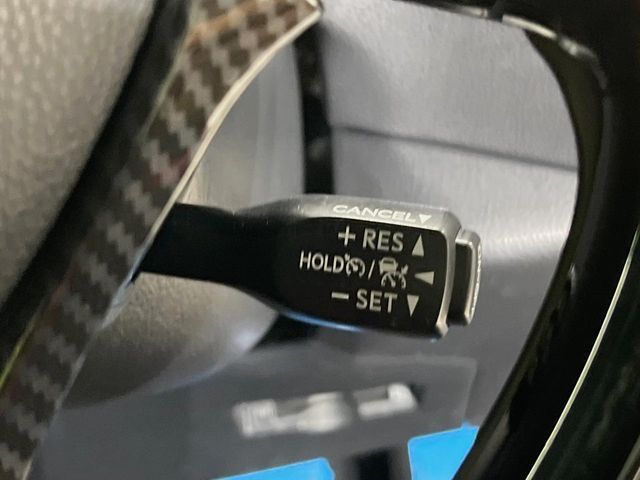 CANCEL▼
+ RES ▲
HOLD / ◄
− SET ▼